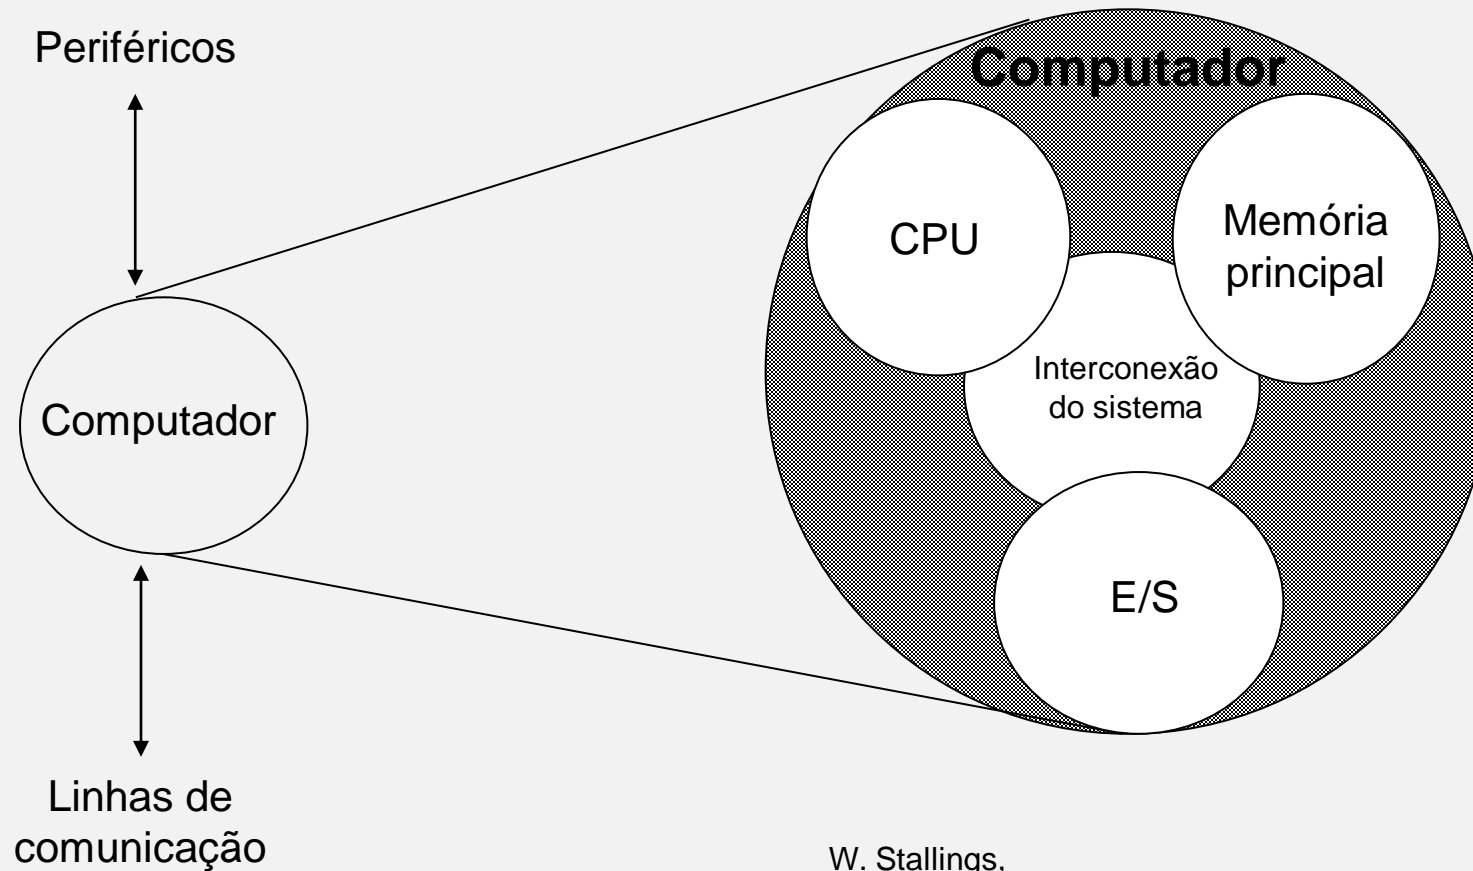 Periféricos
Computador
Linhas de
comunicação
Computador
CPU
Memória
principal
Interconexão
do sistema
E/S
W. Stallings,